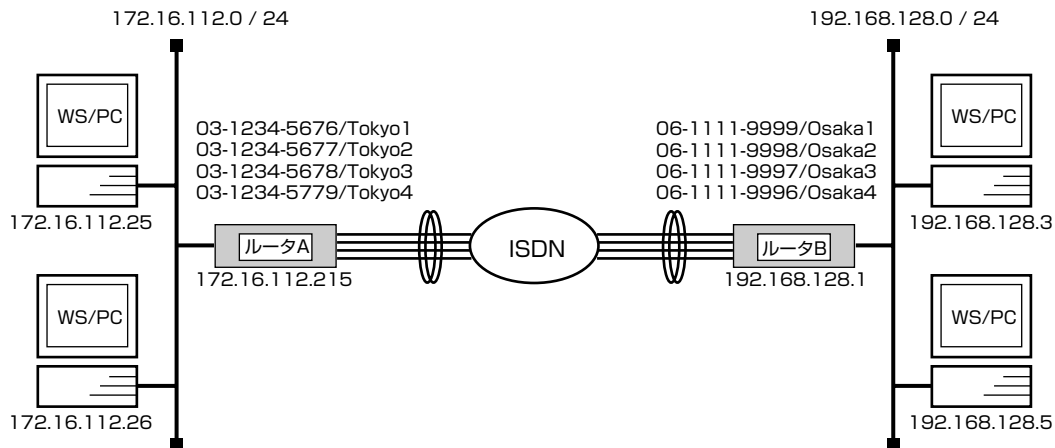 172.16.112.0 / 24
192.168.128.0 / 24
WS/PC
WS/PC
03-1234-5676/Tokyo1
03-1234-5677/Tokyo2
03-1234-5678/Tokyo3
03-1234-5779/Tokyo4
06-1111-9999/Osaka1
06-1111-9998/Osaka2
06-1111-9997/Osaka3
06-1111-9996/Osaka4
172.16.112.25
192.168.128.3
ルータA
ISDN
ルータB
172.16.112.215
192.168.128.1
WS/PC
WS/PC
172.16.112.26
192.168.128.5